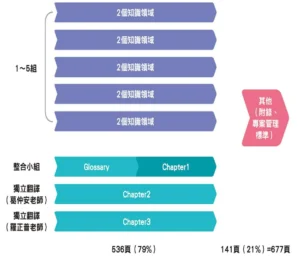 2個知識領域
2個知識領域
1～5組
2個知識領域
2個知識領域
2個知識領域
其他
(附錄、
專案管理
標準)
整合小組
Glossary
Chapter1
獨立翻譯
(葛仲安老師)
Chapter2
獨立翻譯
(羅正普老師)
Chapter3
536頁 (79%)
141頁 (21%)=677頁